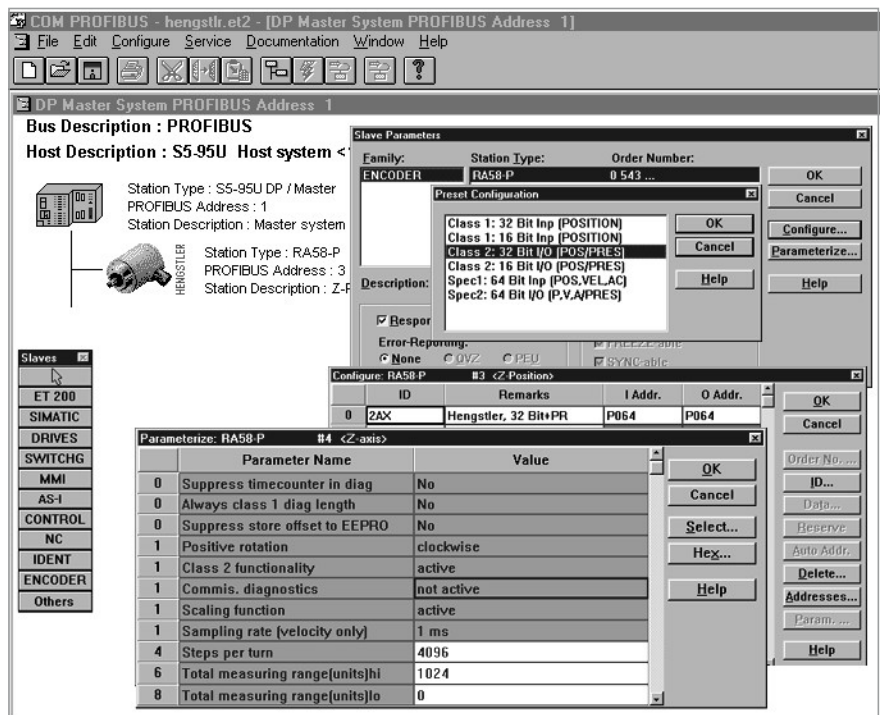 COM PROFIBUS - hengstlr.et2 - [DP Master System PROFIBUS Address 1]
File Edit Configure Service Documentation Window Help
DP Master System PROFIBUS Address 1
Bus Description : PROFIBUS
Host Description : S5-95U Host system <
Station Type : S5-95U DP / Master
PROFIBUS Address : 1
Station Description : Master system
HENGSTLER
Station Type : RA58-P
PROFIBUS Address : 3
Station Description : Z-P
Slave Parameters
Family: Station Type: Order Number:
ENCODER RA58-P 0 543 ...
OK
Cancel
Configure...
Parameterize...
Help
Description:
Respor
Error-Reporting:
None QVZ PEU
FREEZE-able
SYNC-able
Preset Configuration
Class 1: 32 Bit Inp (POSITION)
Class 1: 16 Bit Inp (POSITION)
Class 2: 32 Bit I/O (POS/PRES)
Class 2: 16 Bit I/O (POS/PRES)
Spec1: 64 Bit Inp (POS,VEL,AC)
Spec2: 64 Bit I/O (P,V,A/PRES)
OK
Cancel
Help
Slaves
ET 200
SIMATIC
DRIVES
SWITCHG
MMI
AS-I
CONTROL
NC
IDENT
ENCODER
Others
Configure: RA58-P #3 <Z-Position>
ID Remarks I Addr. O Addr.
0 2AX Hengstler, 32 Bit+PR P064 P064
OK
Cancel
Order No. ...
ID...
Data...
Reserve
Auto Addr.
Delete...
Addresses...
Param. ...
Help
Parameterize: RA58-P #4 <Z-axis>
Parameter Name Value
0 Suppress timecounter in diag No
0 Always class 1 diag length No
0 Suppress store offset to EEPRO No
1 Positive rotation clockwise
1 Class 2 functionality active
1 Commis. diagnostics not active
1 Scaling function active
1 Sampling rate (velocity only) 1 ms
4 Steps per turn 4096
6 Total measuring range(units)hi 1024
8 Total measuring range(units)lo 0
OK
Cancel
Select...
Hex...
Help